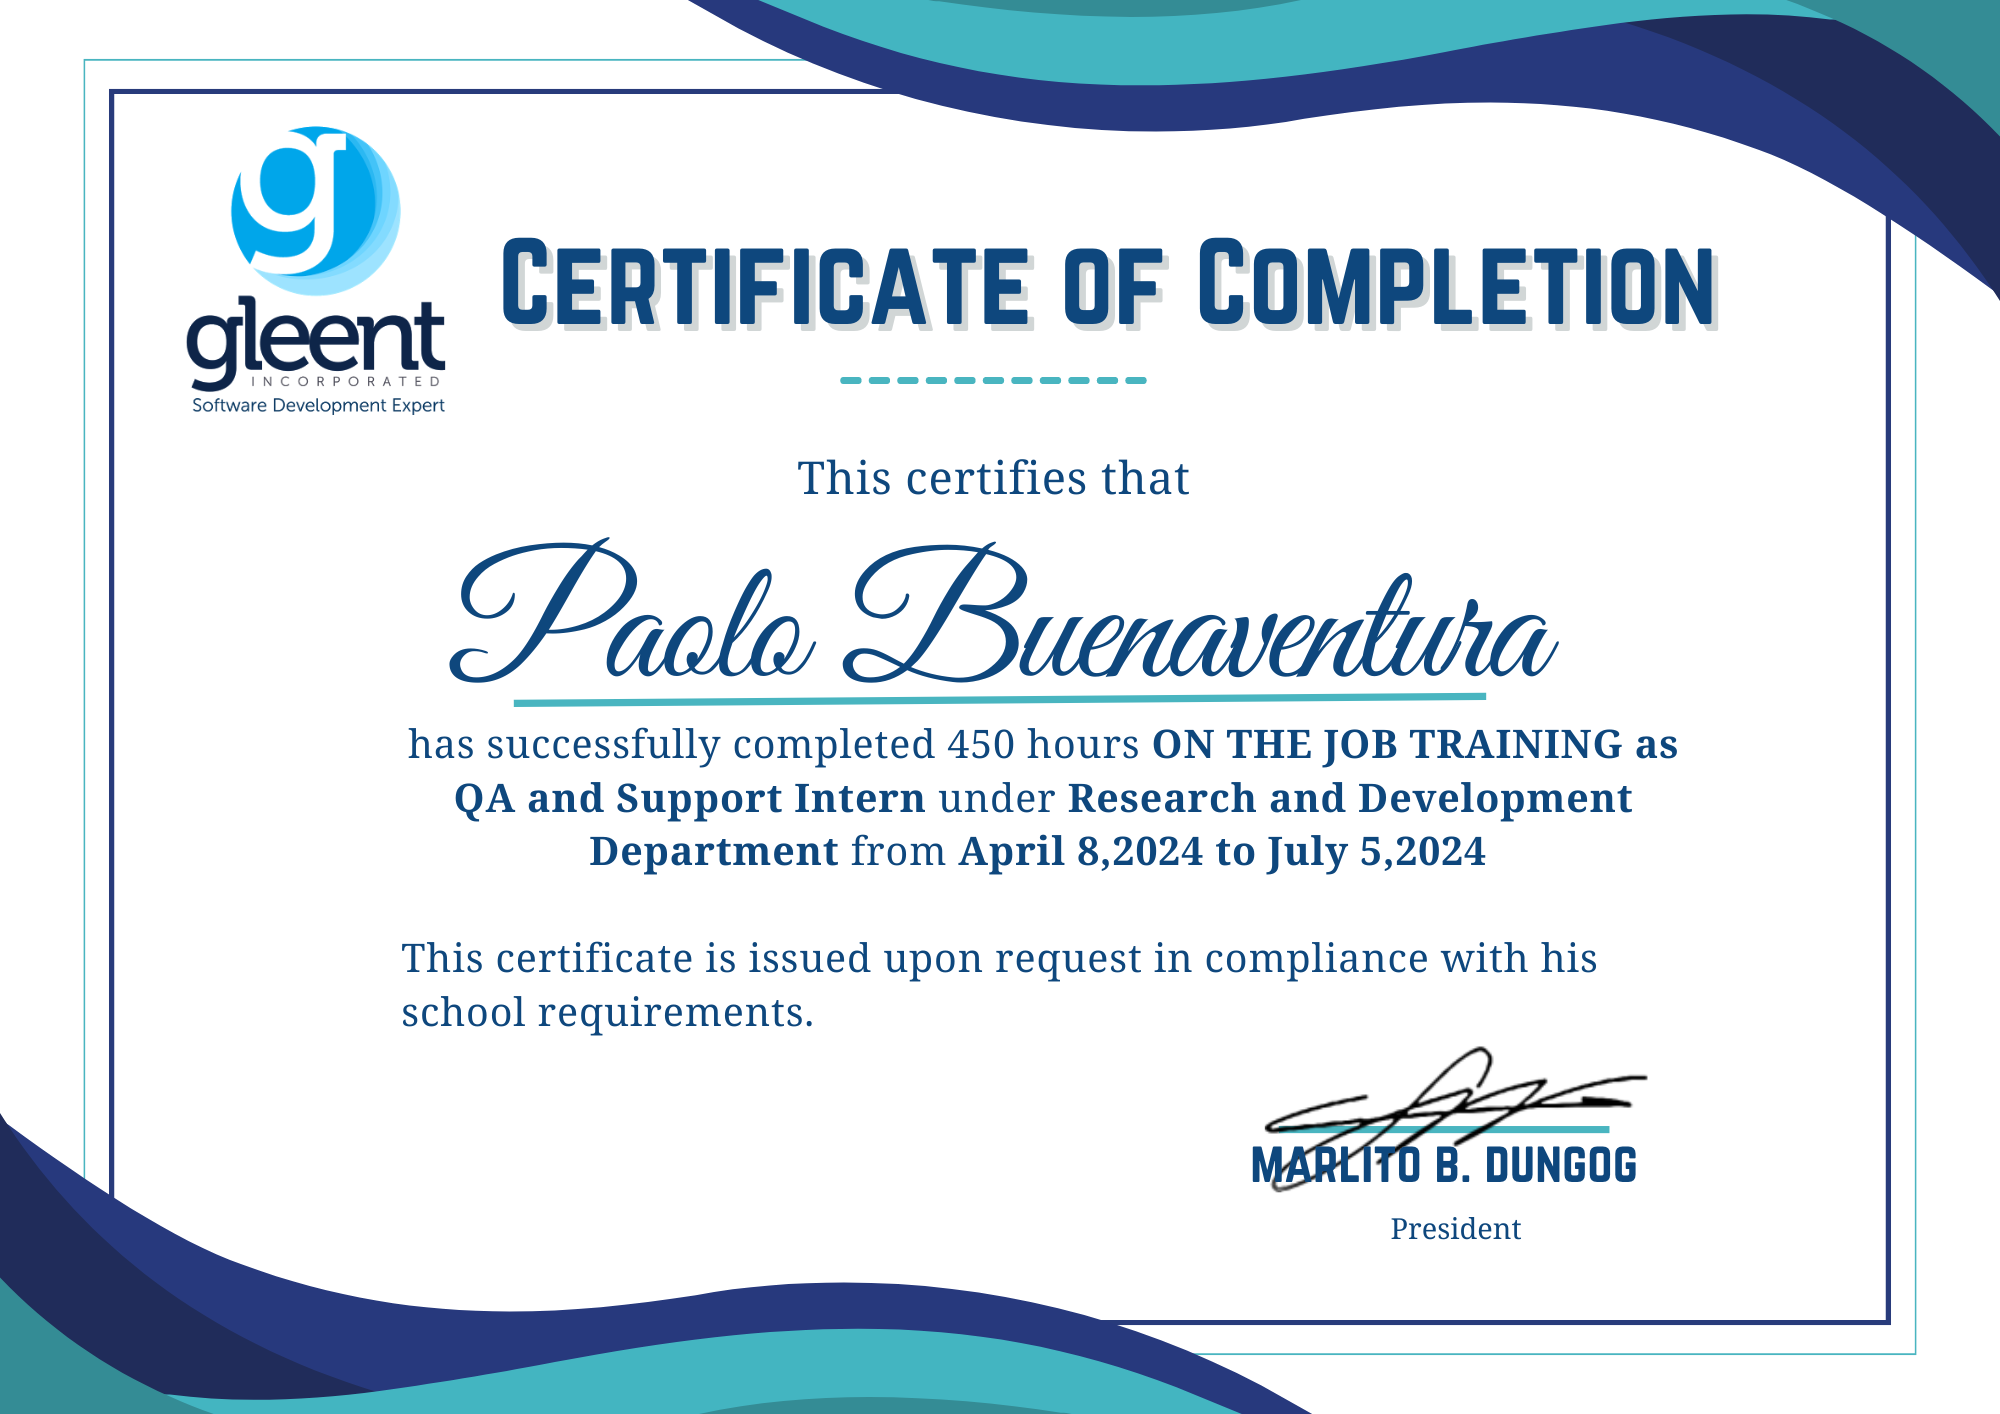 g
gleent
INCORPORATED
Software Development Expert
CERTIFICATE OF COMPLETION
This certifies that
Paolo Buenaventura
has successfully completed 450 hours ON THE JOB TRAINING as
QA and Support Intern under Research and Development
Department from April 8,2024 to July 5,2024
This certificate is issued upon request in compliance with his
school requirements.
MARLITO B. DUNGOG
President